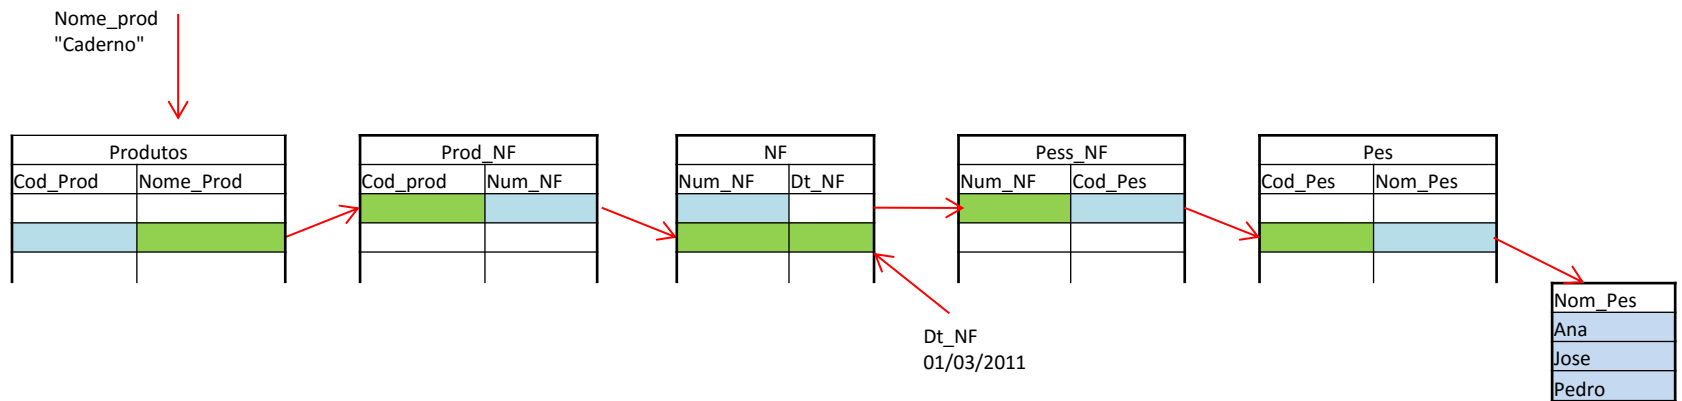 Nome_prod
"Caderno"
Produtos
Cod_Prod Nome_Prod
Prod_NF
Cod_prod Num_NF
NF
Num_NF Dt_NF
Pess_NF
Num_NF Cod_Pes
Pes
Cod_Pes Nom_Pes
Dt_NF
01/03/2011
Nom_Pes
Ana
Jose
Pedro